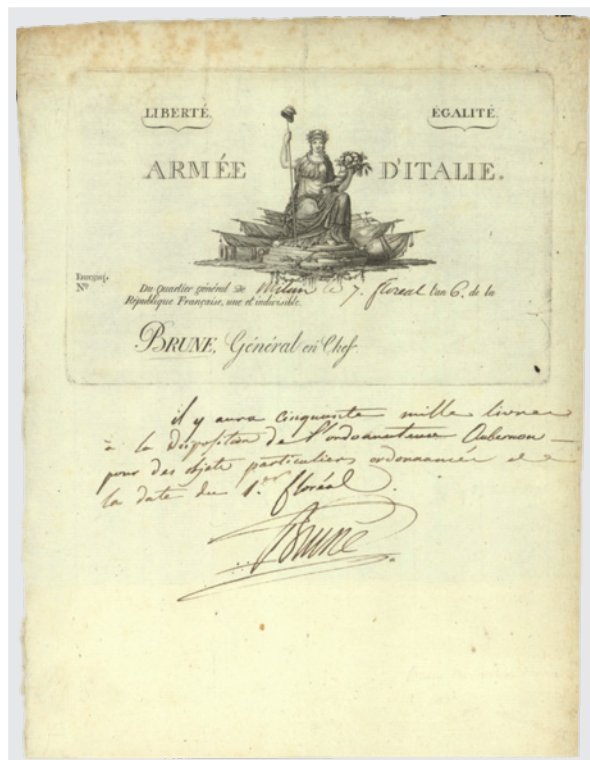 LIBERTÉ.
ÉGALITÉ.
ARMÉE D'ITALIE.
Enregistré.
N°
Du Quartier général de Milan le 7. floreal l'an 6. de la
République Française, une et indivisible.
BRUNE, Général en Chef.
il y aura cinquante mille livres
à la disposition de l'ordonnateur Aubernon
pour des objets particuliers ordonnancés
la date du 1.er floréal.
Brune